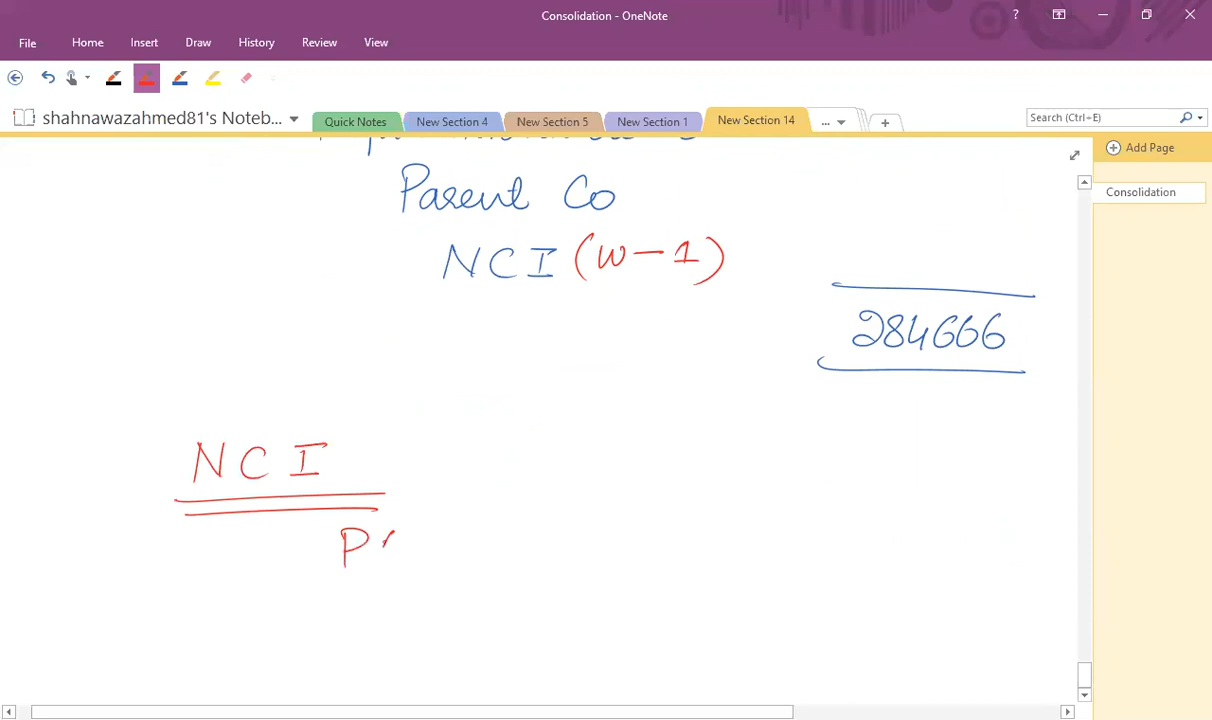 Consolidation - OneNote
?
File Home Insert Draw History Review View
shahnawazahmed81's Noteb...
Quick Notes New Section 4 New Section 5 New Section 1 New Section 14 ... +
Search (Ctrl+E)
Add Page
Consolidation
Parent Co
NCI (W-1)
284666
NCI
P